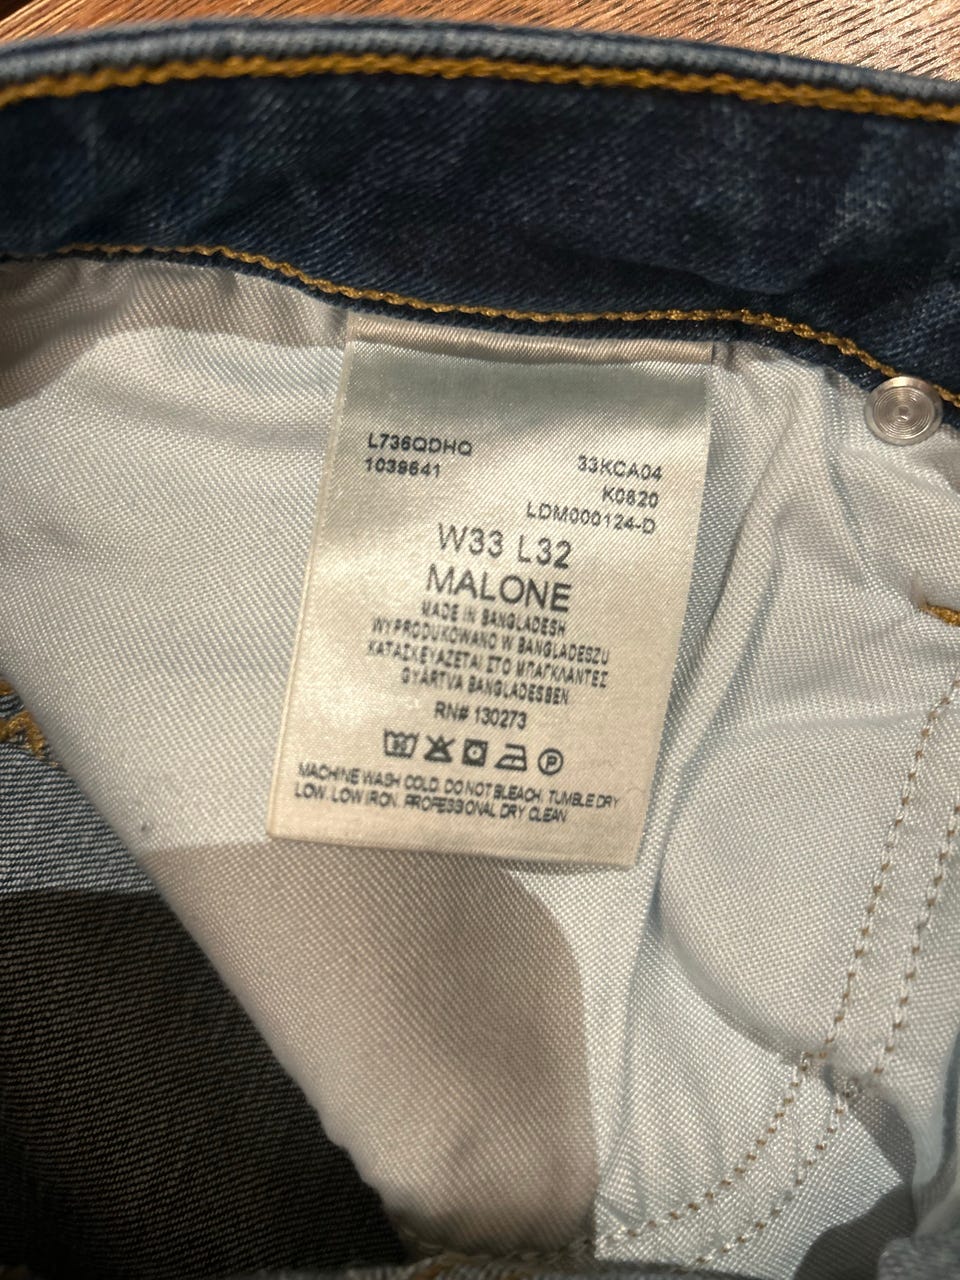 L736QDHQ
1039641
33KCA04
K0620
LDM000124-D
W33 L32
MALONE
MADE IN BANGLADESH
WYPRODUKOWANO W BANGLADESZU
ΚΑΤΑΣΚΕΥΑΖΕΤΑΙ ΣΤΟ ΜΠΑΓΚΛΑΝΤΕΣ
GYÁRTVA BANGLADESBEN
RN# 130273
P
MACHINE WASH COLD. DO NOT BLEACH. TUMBLE DRY
LOW. LOW IRON. PROFESSIONAL DRY CLEAN